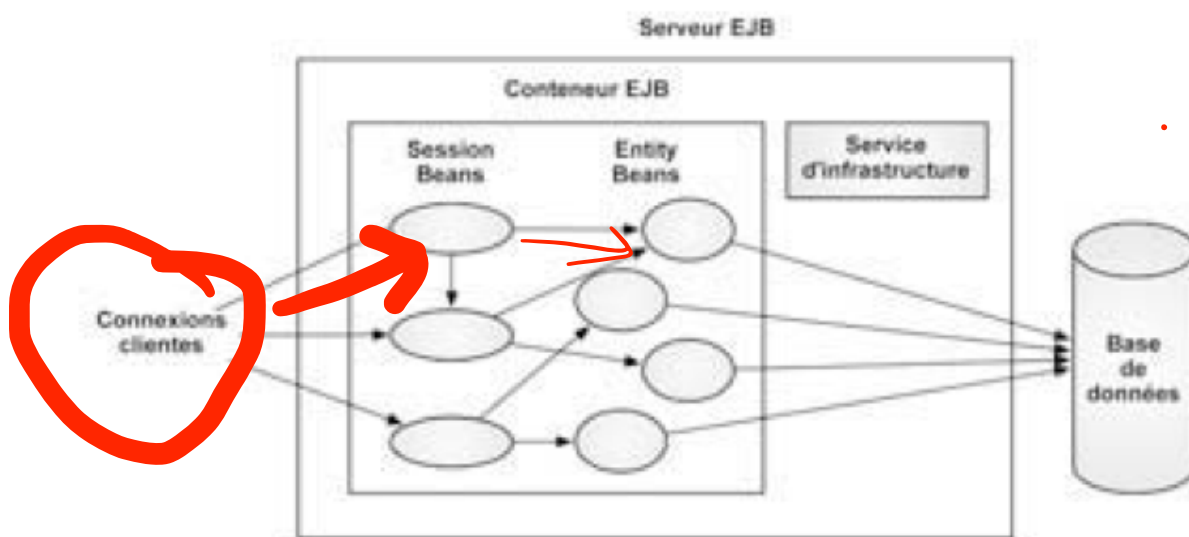 Serveur EJB
Conteneur EJB
Session
Beans
Entity
Beans
Service
d'infrastructure
Connexions
clientes
Base
de
données